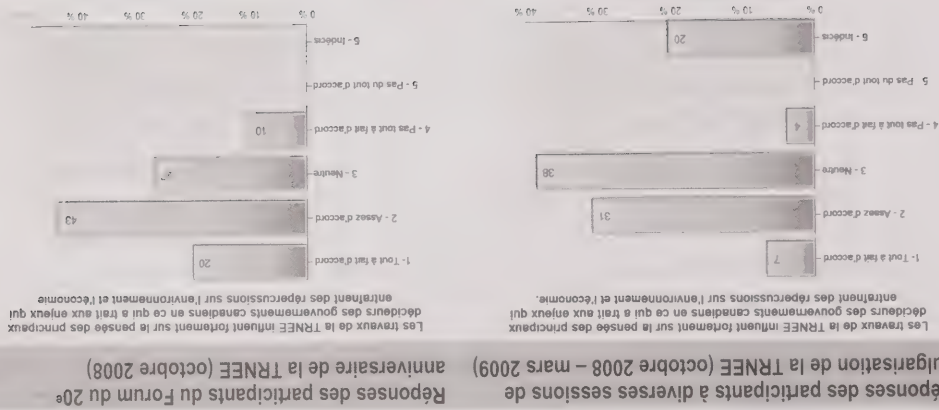 ponses des participants à diverses sessions de
ulgarisation de la TRNEE (octobre 2008 – mars 2009)
Les travaux de la TRNEE influent fortement sur la pensée des principaux
décideurs des gouvernements canadiens en ce qui a trait aux enjeux qui
entraînent des répercussions sur l'environnement et l'économie.
1- Tout à fait d'accord
7
2 - Assez d'accord
31
3 - Neutre
38
4 - Pas tout à fait d'accord
4
5 Pas du tout d'accord
6 - Indécis
20
0 % 10 % 20 % 30 % 40 %
Réponses des participants du Forum du 20e
anniversaire de la TRNEE (octobre 2008)
Les travaux de la TRNEE influent fortement sur la pensée des principaux
décideurs des gouvernements canadiens en ce qui a trait aux enjeux qui
entraînent des répercussions sur l'environnement et l'économie
1- Tout à fait d'accord
20
2 - Assez d'accord
43
3 - Neutre
4 - Pas tout à fait d'accord
10
5 - Pas du tout d'accord
6 - Indécis
0 % 10 % 20 % 30 % 40 %